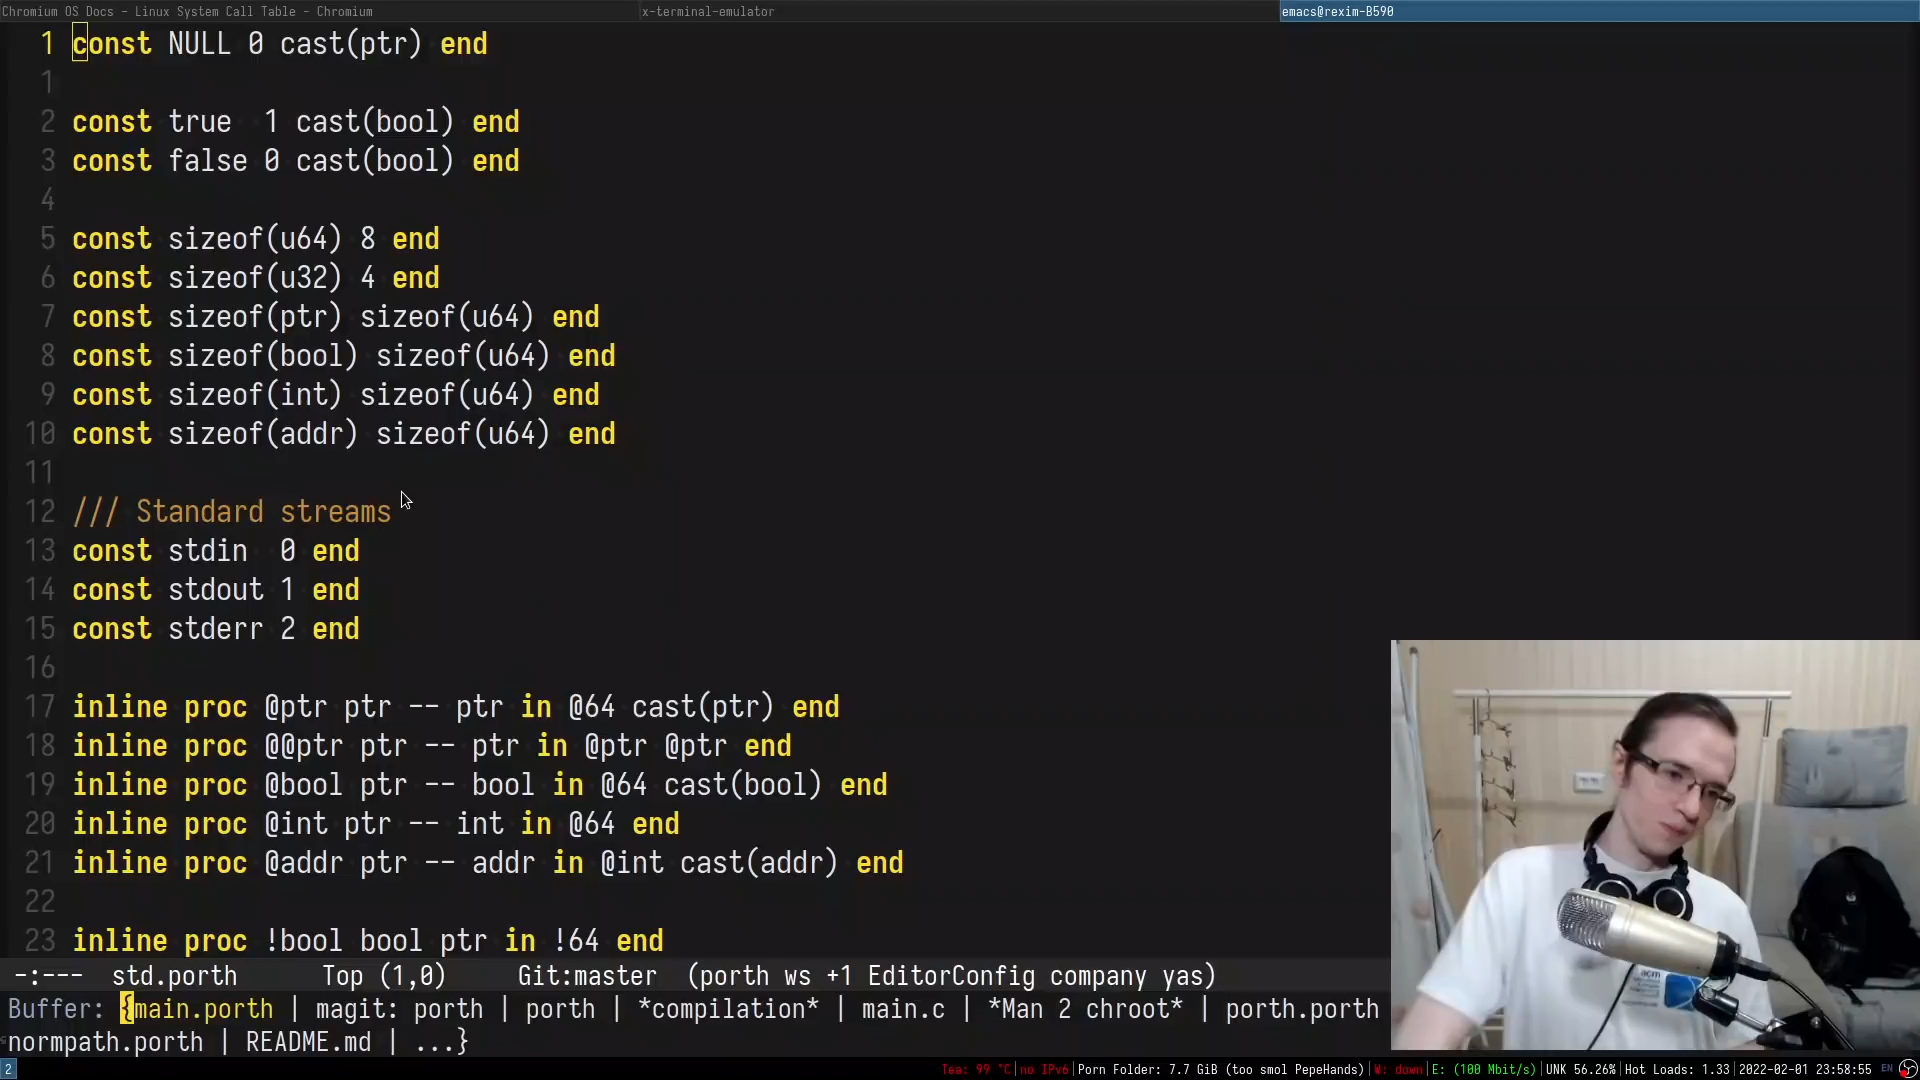 Chromium OS Docs - Linux System Call Table - Chromium
x-terminal-emulator
emacs@rexim-B590
1 const NULL 0 cast(ptr) end
1
2 const true  1 cast(bool) end
3 const false 0 cast(bool) end
4
5 const sizeof(u64) 8 end
6 const sizeof(u32) 4 end
7 const sizeof(ptr) sizeof(u64) end
8 const sizeof(bool) sizeof(u64) end
9 const sizeof(int) sizeof(u64) end
10 const sizeof(addr) sizeof(u64) end
11
12 /// Standard streams
13 const stdin  0 end
14 const stdout 1 end
15 const stderr 2 end
16
17 inline proc @ptr ptr -- ptr in @64 cast(ptr) end
18 inline proc @@ptr ptr -- ptr in @ptr @ptr end
19 inline proc @bool ptr -- bool in @64 cast(bool) end
20 inline proc @int ptr -- int in @64 end
21 inline proc @addr ptr -- addr in @int cast(addr) end
22
23 inline proc !bool bool ptr in !64 end
-:---  std.porth      Top (1,0)     Git:master  (porth ws +1 EditorConfig company yas)
Buffer: {main.porth | magit: porth | porth | *compilation* | main.c | *Man 2 chroot* | porth.porth
normpath.porth | README.md | ...}
2
Tea: 99 °C|no IPv6|Porn Folder: 7.7 GiB (too smol PepeHands)|W: down|E: (100 Mbit/s)|UNK 56.26%|Hot Loads: 1.33|2022-02-01 23:58:55
EN
acm